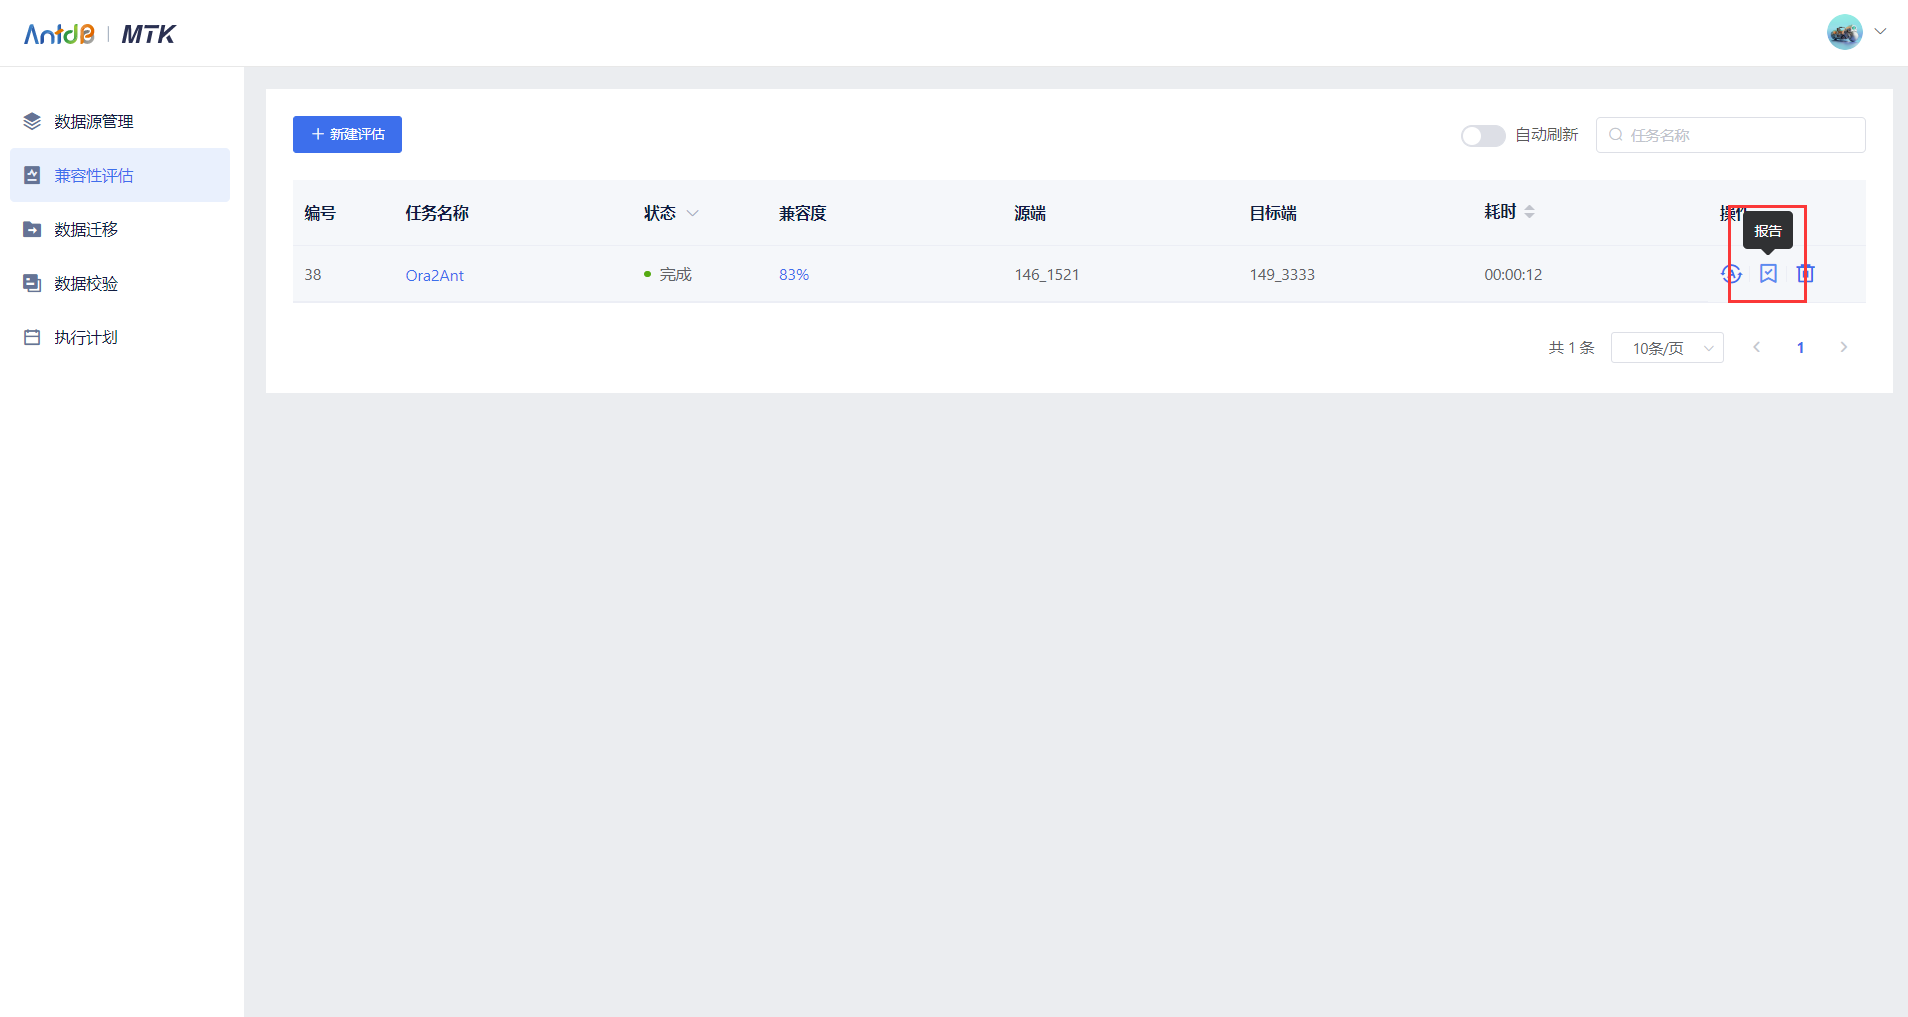 AntdB | MTK
数据源管理
兼容性评估
数据迁移
数据校验
执行计划
新建评估
自动刷新
任务名称
编号 任务名称 状态 兼容度 源端 目标端 耗时 操作
报告
38 Ora2Ant 完成 83% 146_1521 149_3333 00:00:12
共 1 条 10条/页 1